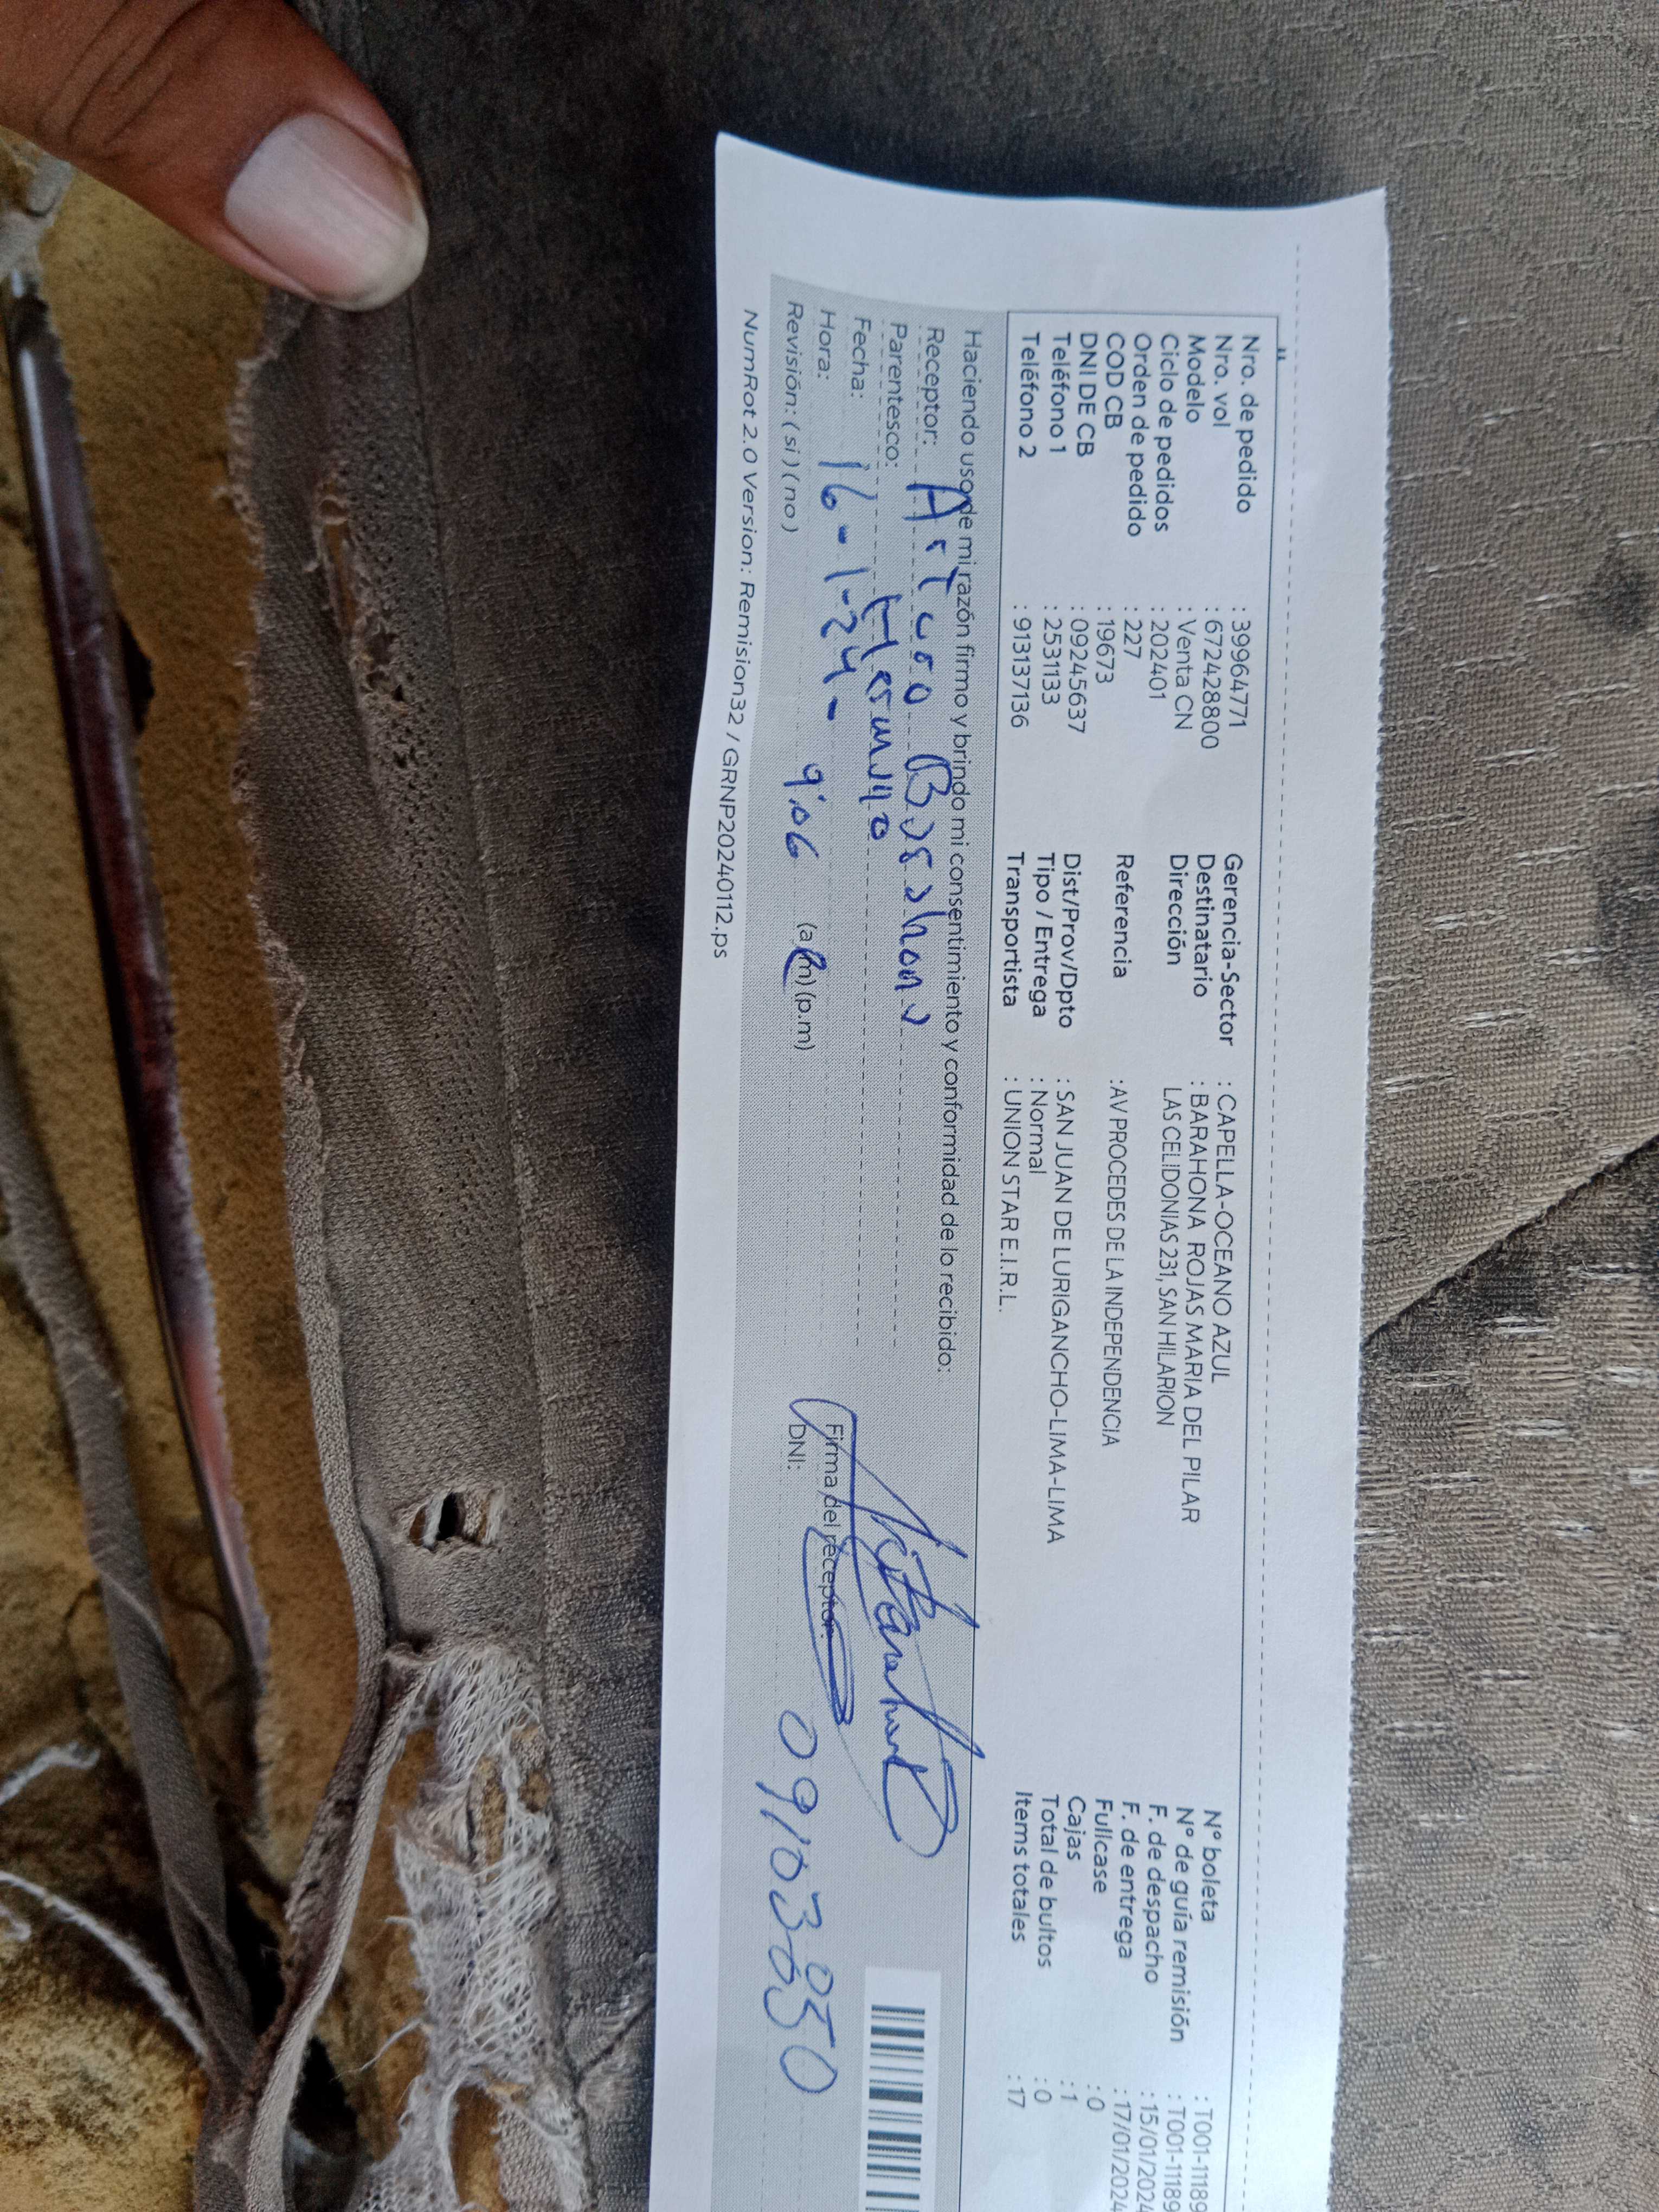 Nro. de pedido : 39964771
Nro. vol : 672428800
Modelo : Venta CN
Ciclo de pedidos : 202401
Orden de pedido : 227
COD CB : 19673
DNI DE CB : 09245637
Teléfono 1 : 2531133
Teléfono 2 : 913137136
Gerencia-Sector : CAPELLA-OCEANO AZUL
Destinatario : BARAHONA ROJAS MARIA DEL PILAR
Dirección LAS CELIDONIAS 231, SAN HILARION
Referencia :AV PROCEDES DE LA INDEPENDENCIA
Dist/Prov/Dpto : SAN JUAN DE LURIGANCHO-LIMA-LIMA
Tipo / Entrega : Normal
Transportista : UNION STAR E.I.R.L.
N° boleta : T001-11189
N° de guía remisión : T001-11189
F. de despacho : 15/01/2024
F. de entrega : 17/01/2024
Fullcase : 0
Cajas : 1
Total de bultos : 0
Items totales : 17
Haciendo uso de mi razón firmo y brindo mi consentimiento y conformidad de lo recibido:
Receptor: Arturo Barahona
Parentesco: Hermano
Fecha: 16-1-24-
Hora: 9:06 (a.m) (p.m)
Revisión: ( si ) ( no )
Firma del receptor:
DNI:
NumRot 2.0 Version: Remision32 / GRNP20240112.ps